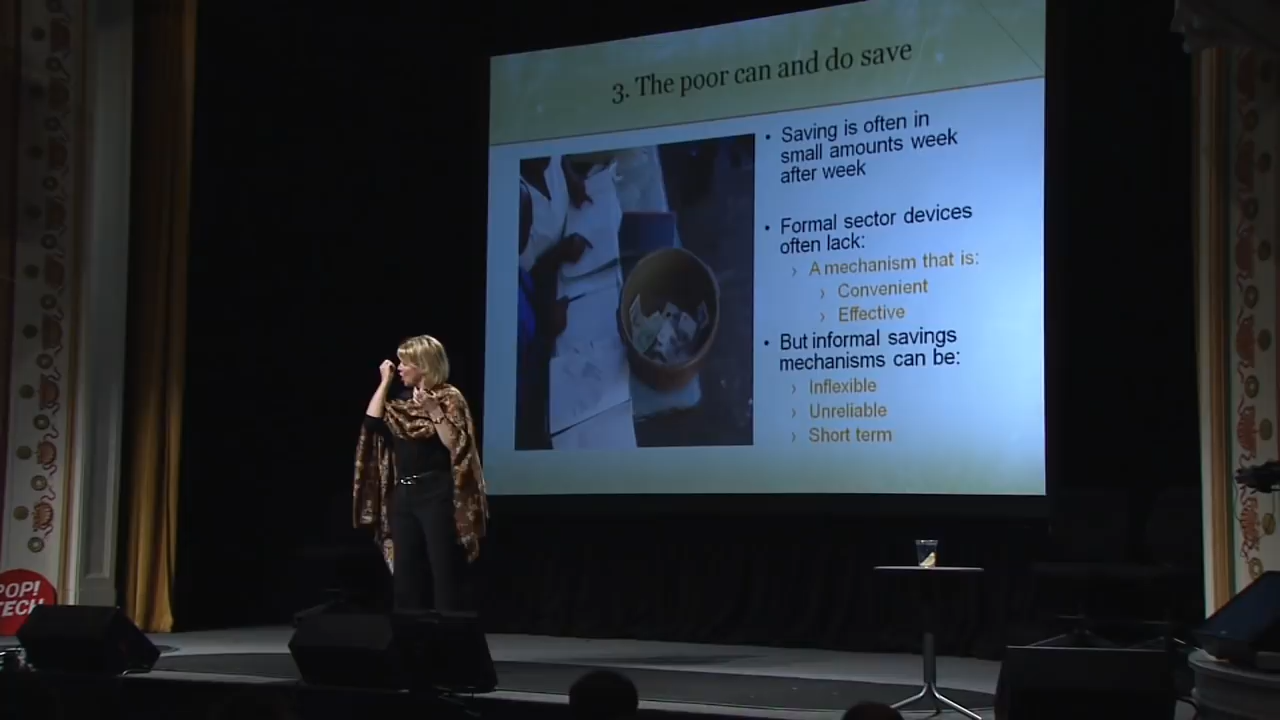 3. The poor can and do save
• Saving is often in
small amounts week
after week
• Formal sector devices
often lack:
› A mechanism that is:
› Convenient
› Effective
• But informal savings
mechanisms can be:
› Inflexible
› Unreliable
› Short term
POP!
TECH